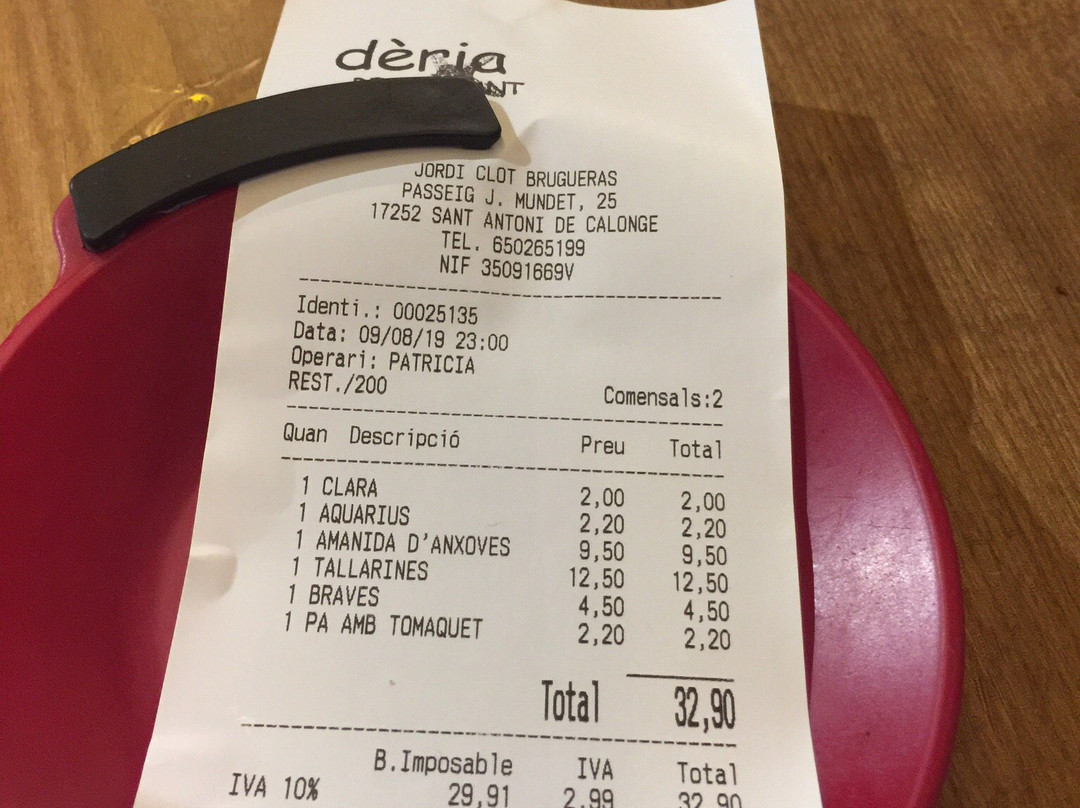 dèria
JORDI CLOT BRUGUERAS
PASSEIG J. MUNDET, 25
17252 SANT ANTONI DE CALONGE
TEL. 650265199
NIF 35091669V
Identi.: 00025135
Data: 09/08/19 23:00
Operari: PATRICIA
REST./200 Comensals:2
Quan Descripció Preu Total
1 CLARA 2,00 2,00
1 AQUARIUS 2,20 2,20
1 AMANIDA D'ANXOVES 9,50 9,50
1 TALLARINES 12,50 12,50
1 BRAVES 4,50 4,50
1 PA AMB TOMAQUET 2,20 2,20
Total 32,90
B.Imposable IVA Total
IVA 10% 29,91 2,99 32,90